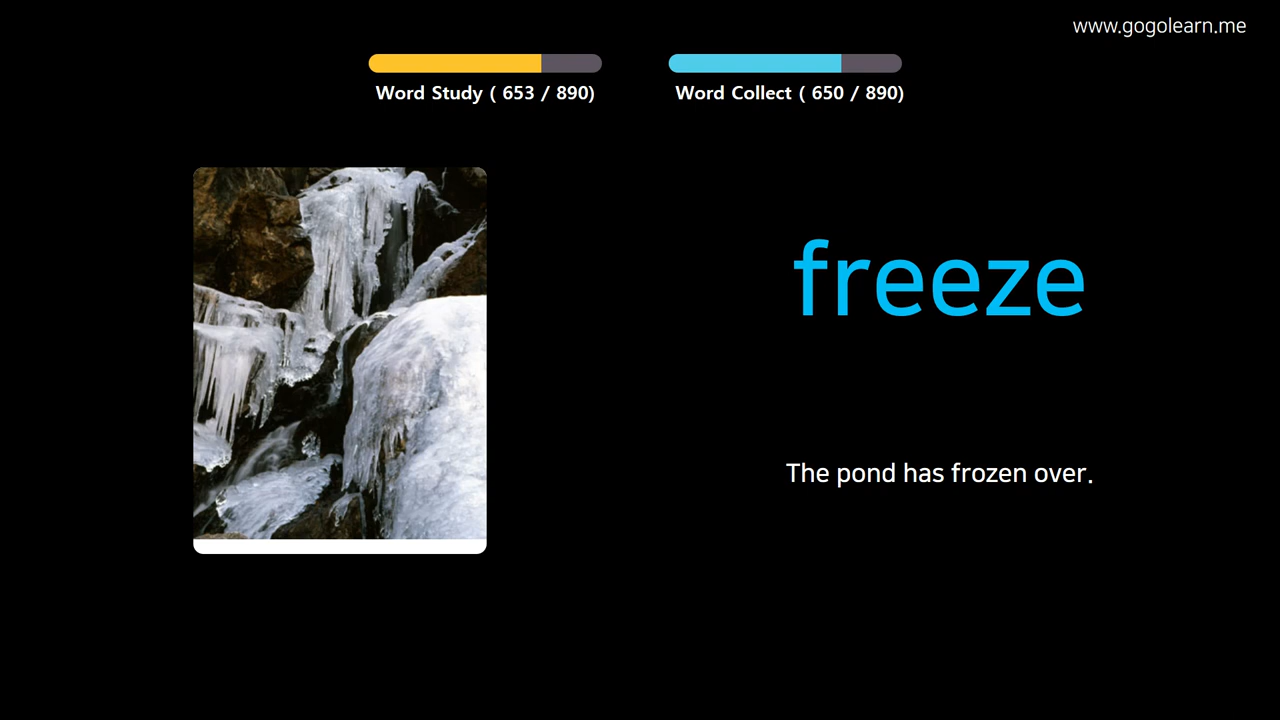 www.gogolearn.me
Word Study ( 653 / 890)
Word Collect ( 650 / 890)
freeze
The pond has frozen over.